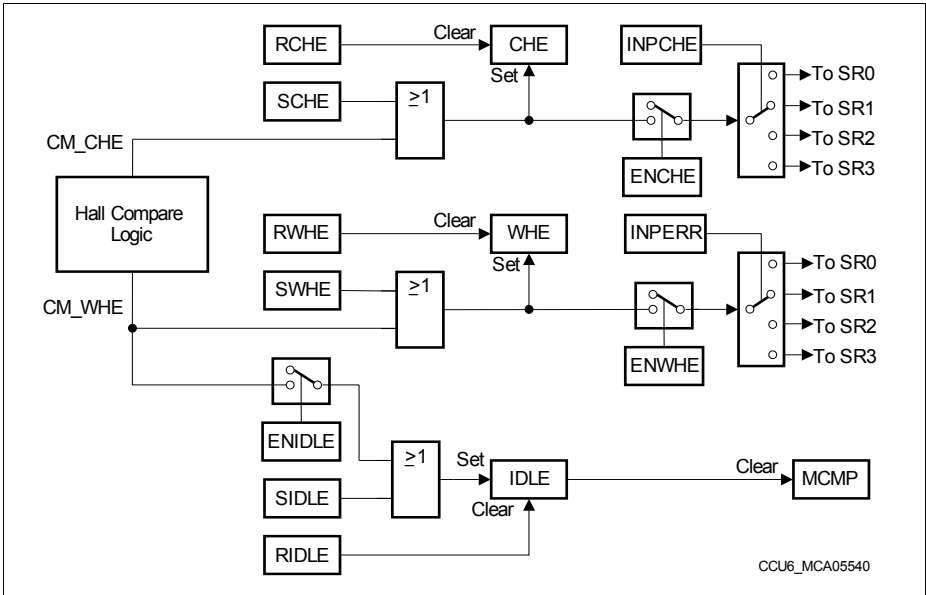 RCHE
Clear
CHE
INPCHE
Set
To SR0
SCHE
≥1
To SR1
CM_CHE
To SR2
ENCHE
To SR3
Hall Compare
Logic
RWHE
Clear
WHE
INPERR
Set
To SR0
SWHE
≥1
CM_WHE
To SR1
To SR2
ENWHE
To SR3
ENIDLE
≥1
Set
IDLE
Clear
MCMP
SIDLE
Clear
RIDLE
CCU6_MCA05540